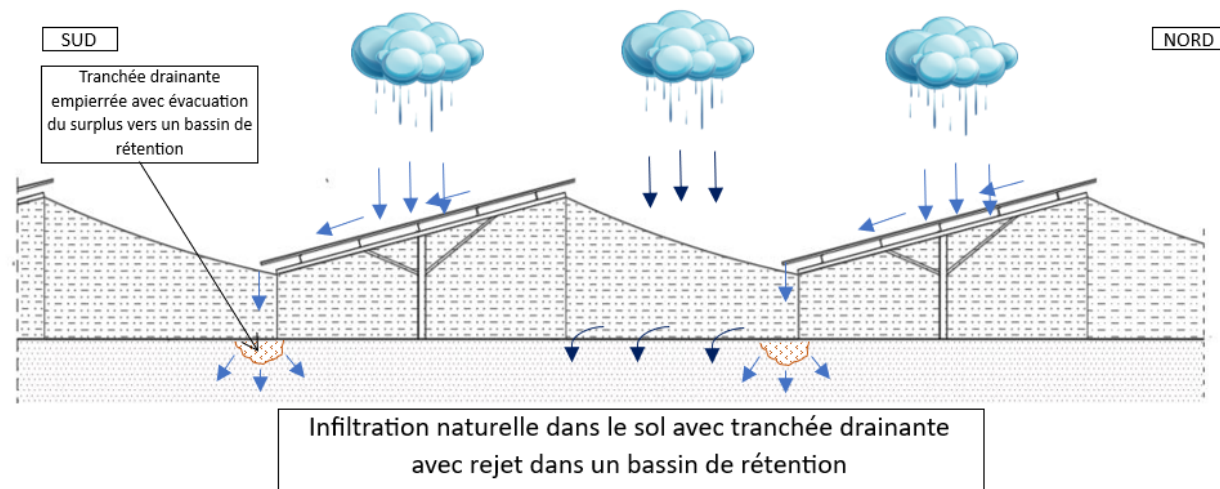 SUD
NORD
Tranchée drainante
empierrée avec évacuation
du surplus vers un bassin de
rétention
Infiltration naturelle dans le sol avec tranchée drainante
avec rejet dans un bassin de rétention